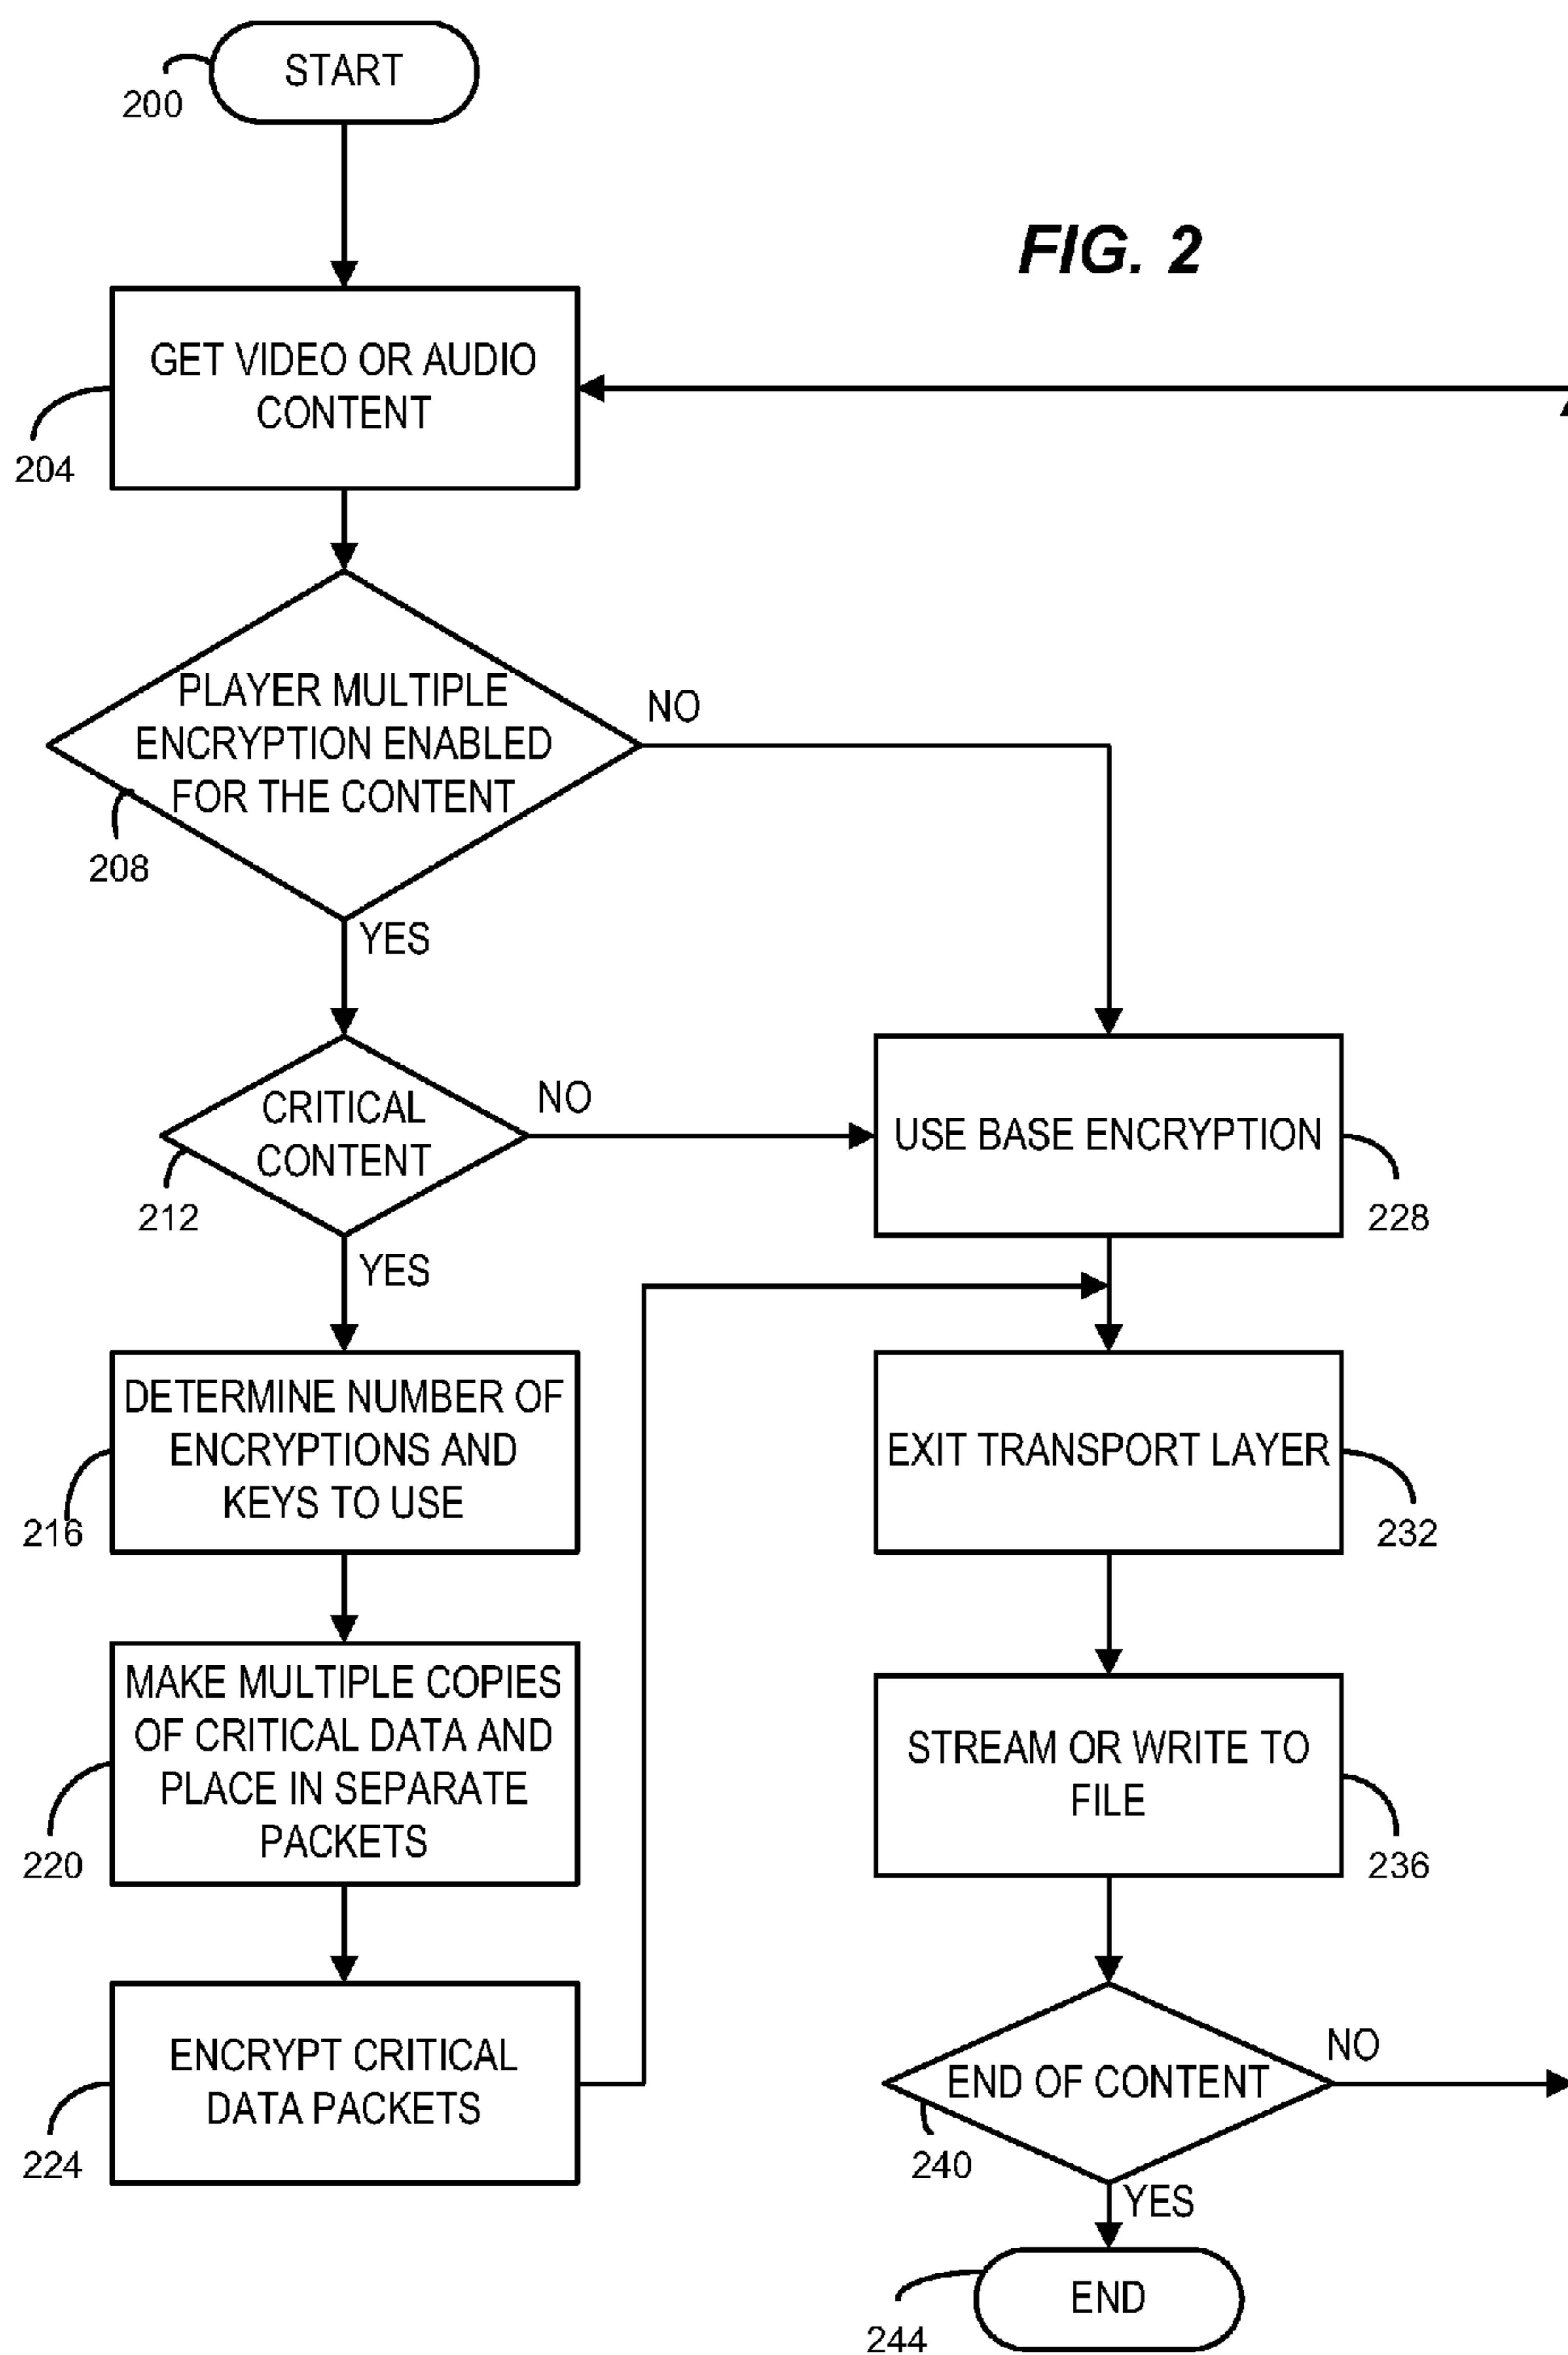 START
200
FIG. 2
GET VIDEO OR AUDIO
CONTENT
204
PLAYER MULTIPLE
ENCRYPTION ENABLED
FOR THE CONTENT
NO
208
YES
CRITICAL
CONTENT
NO
212
YES
USE BASE ENCRYPTION
228
DETERMINE NUMBER OF
ENCRYPTIONS AND
KEYS TO USE
216
EXIT TRANSPORT LAYER
232
MAKE MULTIPLE COPIES
OF CRITICAL DATA AND
PLACE IN SEPARATE
PACKETS
220
STREAM OR WRITE TO
FILE
236
ENCRYPT CRITICAL
DATA PACKETS
224
END OF CONTENT
NO
240
YES
END
244